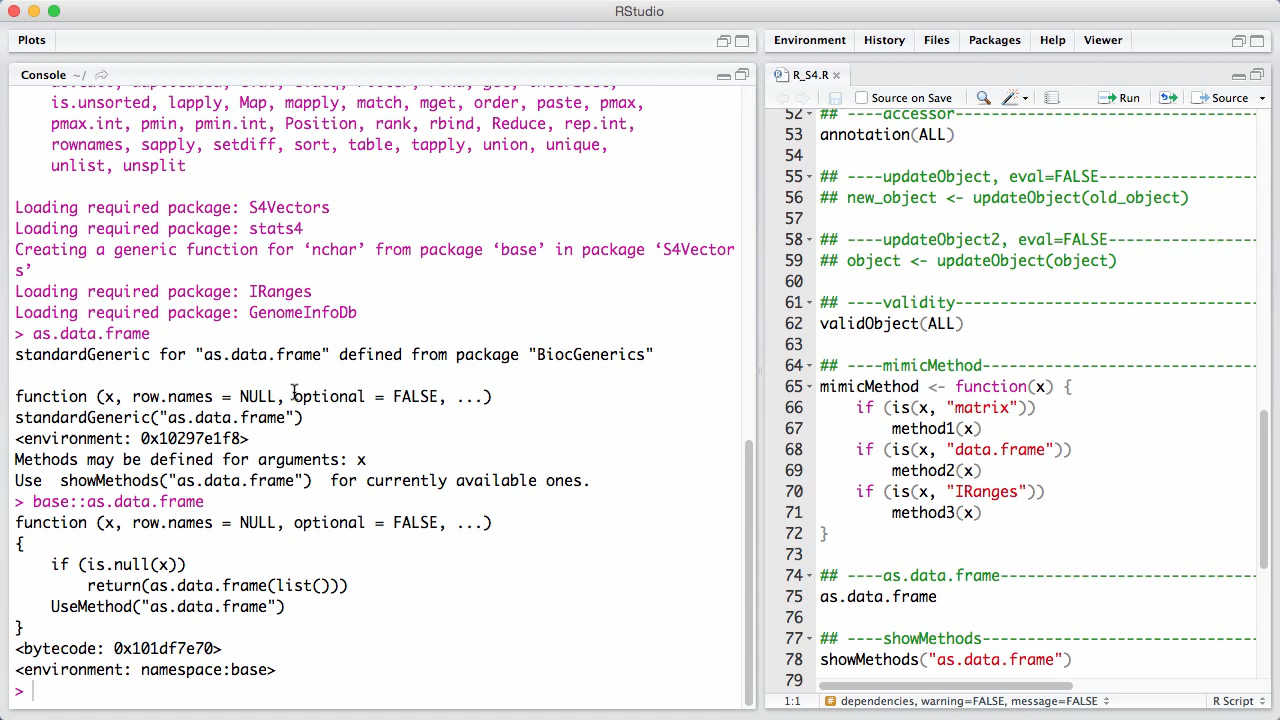 RStudio
Plots
Console ~/
is.unsorted, lapply, Map, mapply, match, mget, order, paste, pmax,
pmax.int, pmin, pmin.int, Position, rank, rbind, Reduce, rep.int,
rownames, sapply, setdiff, sort, table, tapply, union, unique,
unlist, unsplit
Loading required package: S4Vectors
Loading required package: stats4
Creating a generic function for ‘nchar’ from package ‘base’ in package ‘S4Vector
s’
Loading required package: IRanges
Loading required package: GenomeInfoDb
> as.data.frame
standardGeneric for "as.data.frame" defined from package "BiocGenerics"
function (x, row.names = NULL, optional = FALSE, ...)
standardGeneric("as.data.frame")
<environment: 0x10297e1f8>
Methods may be defined for arguments: x
Use  showMethods("as.data.frame")  for currently available ones.
> base::as.data.frame
function (x, row.names = NULL, optional = FALSE, ...)
{
    if (is.null(x))
        return(as.data.frame(list()))
    UseMethod("as.data.frame")
}
<bytecode: 0x101df7e70>
<environment: namespace:base>
>
Environment History Files Packages Help Viewer
R_S4.R
Source on Save Run Source
52 ## ----accessor-----------------------------------
53 annotation(ALL)
54
55 ## ----updateObject, eval=FALSE------------------
56 ## new_object <- updateObject(old_object)
57
58 ## ----updateObject2, eval=FALSE-----------------
59 ## object <- updateObject(object)
60
61 ## ----validity----------------------------------
62 validObject(ALL)
63
64 ## ----mimicMethod-------------------------------
65 mimicMethod <- function(x) {
66     if (is(x, "matrix"))
67         method1(x)
68     if (is(x, "data.frame"))
69         method2(x)
70     if (is(x, "IRanges"))
71         method3(x)
72 }
73
74 ## ----as.data.frame-----------------------------
75 as.data.frame
76
77 ## ----showMethods-------------------------------
78 showMethods("as.data.frame")
79
1:1 # dependencies, warning=FALSE, message=FALSE R Script